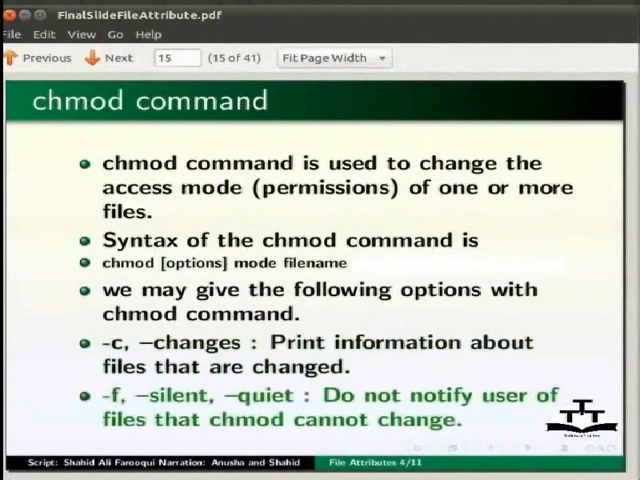 FinalSlideFileAttribute.pdf
File Edit View Go Help
Previous Next 15 (15 of 41) Fit Page Width
chmod command
chmod command is used to change the
access mode (permissions) of one or more
files.
Syntax of the chmod command is
chmod [options] mode filename
we may give the following options with
chmod command.
-c, –changes : Print information about
files that are changed.
-f, –silent, –quiet : Do not notify user of
files that chmod cannot change.
Script: Shahid Ali Farooqui Narration: Anusha and Shahid File Attributes 4/11